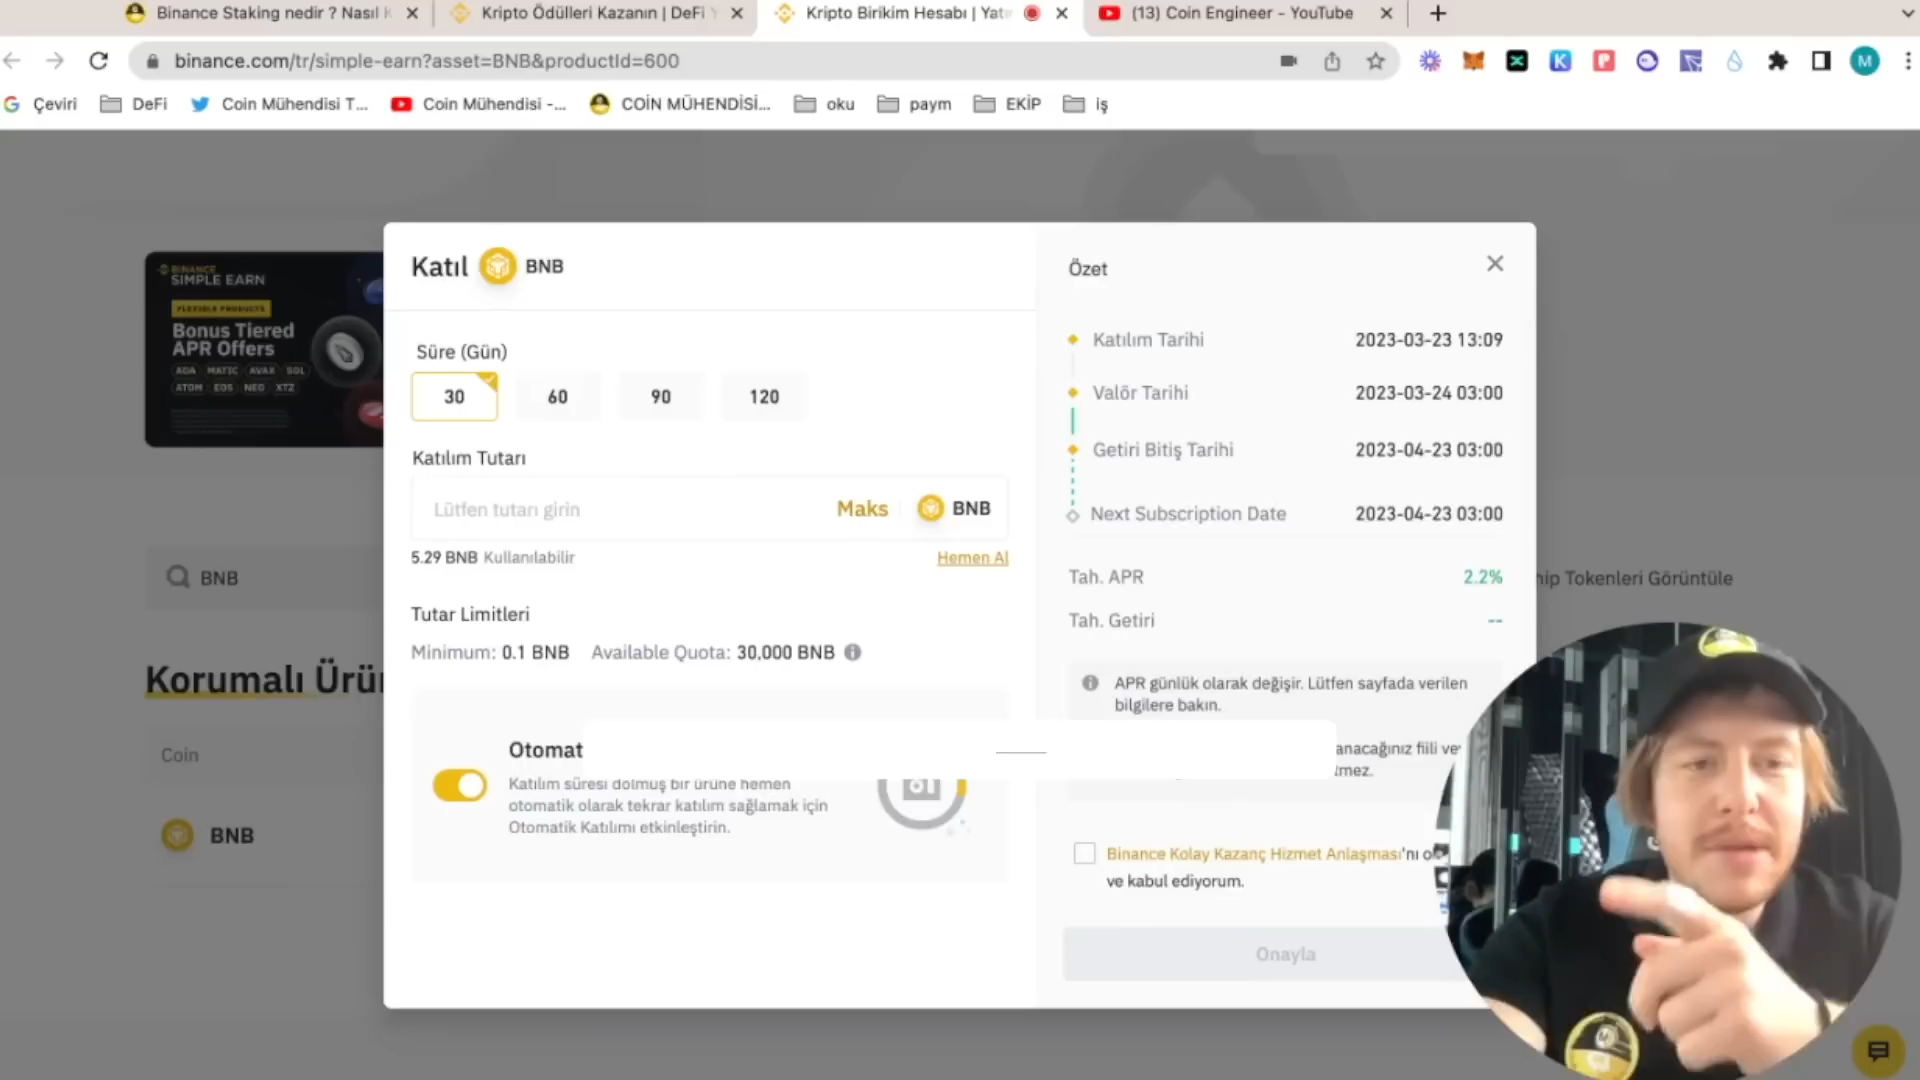 Binance Staking nedir ? Nasıl
Kripto Ödülleri Kazanın | DeFi
Kripto Birikim Hesabı | Yatır
(13) Coin Engineer - YouTube
binance.com/tr/simple-earn?asset=BNB&productId=600
M
Çeviri
DeFi
Coin Mühendisi T...
Coin Mühendisi -...
COİN MÜHENDİSİ...
oku
paym
EKİP
iş
BINANCE
SIMPLE EARN
FLEXIBLE PRODUCTS
Bonus Tiered
APR Offers
ADA MATIC AVAX SOL
ATOM EOS NEO XTZ
Katıl BNB
Süre (Gün)
30 60 90 120
Katılım Tutarı
Lütfen tutarı girin Maks BNB
5.29 BNB Kullanılabilir Hemen Al
Tutar Limitleri
Minimum: 0.1 BNB Available Quota: 30,000 BNB
Otomat
Katılım süresi dolmuş bir ürüne hemen
otomatik olarak tekrar katılım sağlamak için
Otomatik Katılımı etkinleştirin.
Özet
Katılım Tarihi 2023-03-23 13:09
Valör Tarihi 2023-03-24 03:00
Getiri Bitiş Tarihi 2023-04-23 03:00
Next Subscription Date 2023-04-23 03:00
Tah. APR 2.2%
Tah. Getiri --
APR günlük olarak değişir. Lütfen sayfada verilen
bilgilere bakın.
anacağınız fiili ve
tmez.
Binance Kolay Kazanç Hizmet Anlaşması'nı o
ve kabul ediyorum.
Onayla
BNB
hip Tokenleri Görüntüle
Korumalı Ürün
Coin
BNB